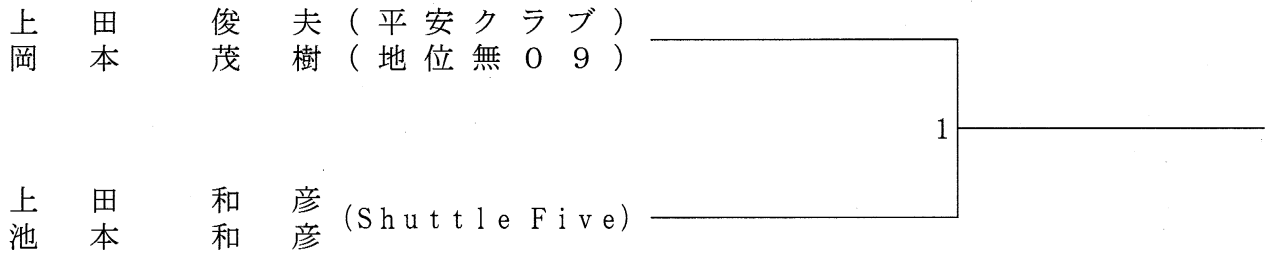 上田 俊夫(平安クラブ)
岡本 茂樹(地位無09)
1
上田 和彦
(Shuttle Five)
池本 和彦